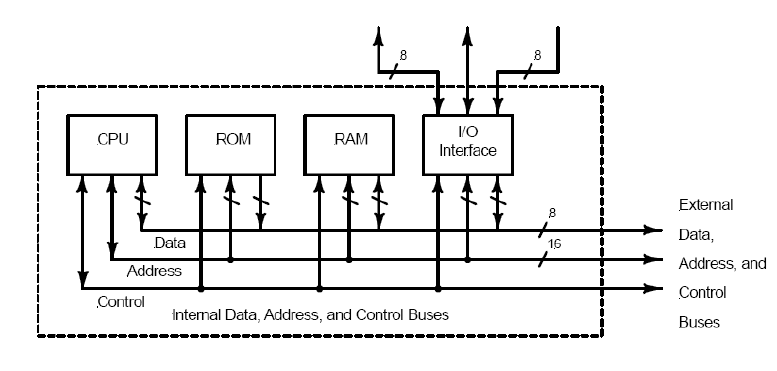 8
8
CPU
ROM
RAM
I/O
Interface
8
16
Data
Address
Control
Internal Data, Address, and Control Buses
External
Data,
Address, and
Control
Buses